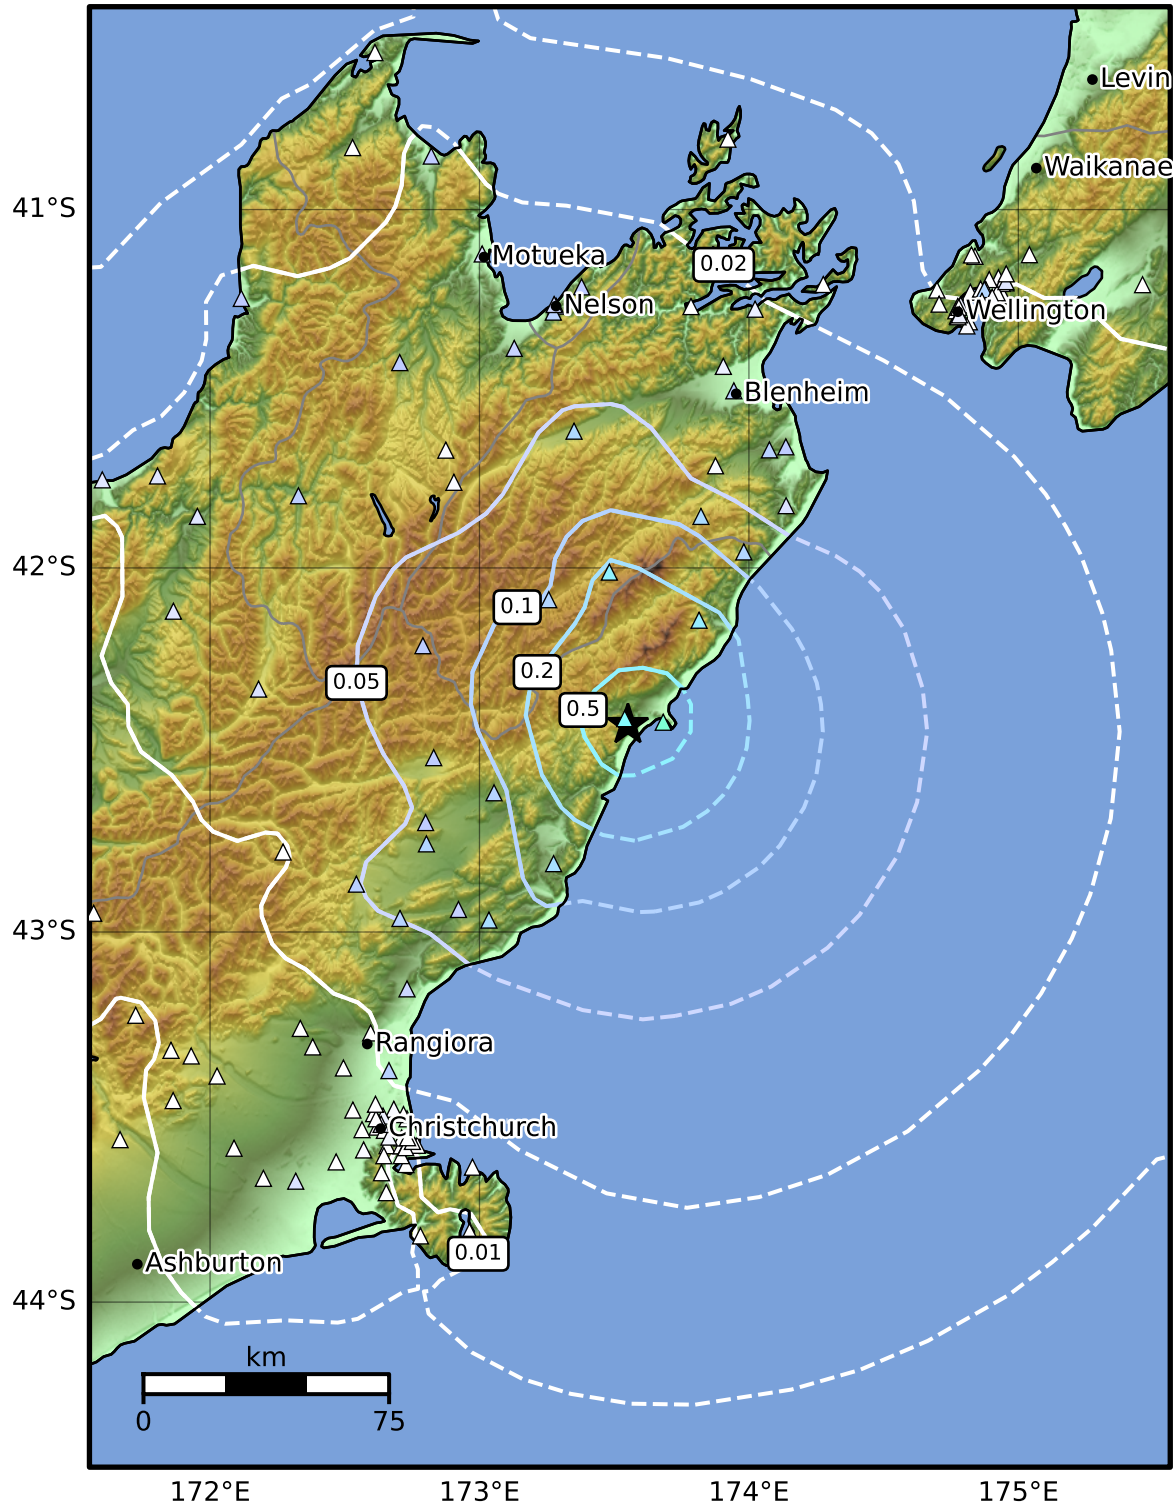 Levin
Waikanae
41°S
Motueka
0.02
Nelson
Wellington
Blenheim
42°S
0.1
0.2
0.05
0.5
43°S
Rangiora
Christchurch
0.01
Ashburton
44°S
km
0
75
172°E
173°E
174°E
175°E